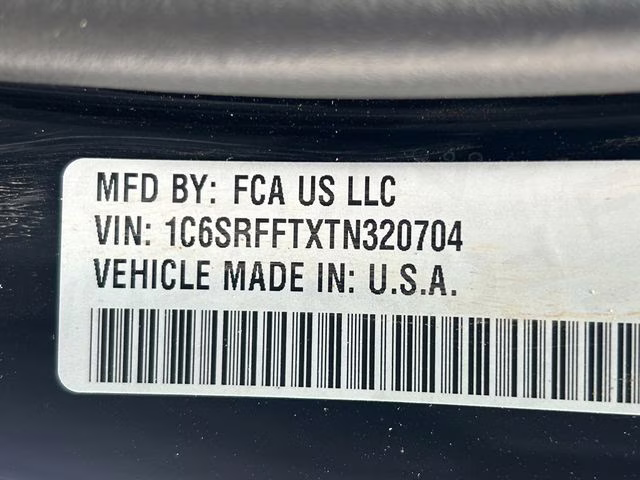 MFD BY: FCA US LLC
VIN: 1C6SRFFTXTN320704
VEHICLE MADE IN: U.S.A.